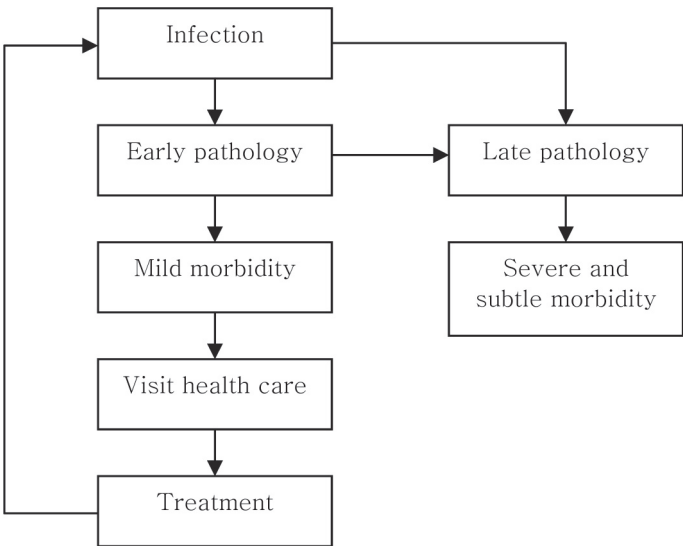 Infection
Early pathology
Late pathology
Mild morbidity
Severe and
subtle morbidity
Visit health care
Treatment